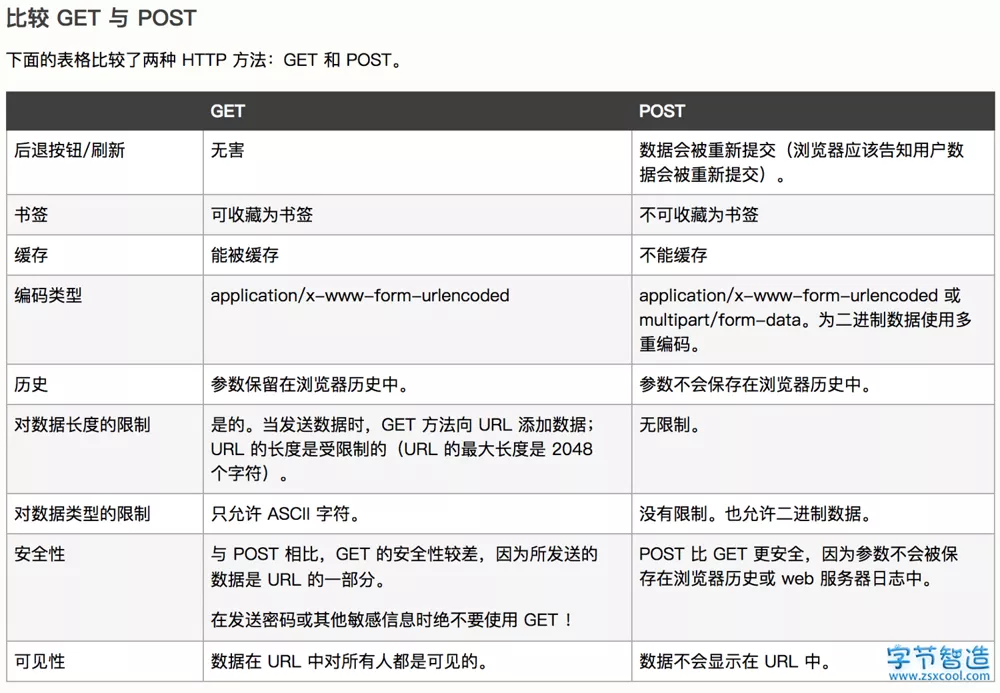 比较 GET 与 POST
下面的表格比较了两种 HTTP 方法：GET 和 POST。
GET
POST
后退按钮/刷新
无害
数据会被重新提交（浏览器应该告知用户数
据会被重新提交）。
书签
可收藏为书签
不可收藏为书签
缓存
能被缓存
不能缓存
编码类型
application/x-www-form-urlencoded
application/x-www-form-urlencoded 或
multipart/form-data。为二进制数据使用多
重编码。
历史
参数保留在浏览器历史中。
参数不会保存在浏览器历史中。
对数据长度的限制
是的。当发送数据时，GET 方法向 URL 添加数据；
URL 的长度是受限制的（URL 的最大长度是 2048
个字符）。
无限制。
对数据类型的限制
只允许 ASCII 字符。
没有限制。也允许二进制数据。
安全性
与 POST 相比，GET 的安全性较差，因为所发送的
数据是 URL 的一部分。
在发送密码或其他敏感信息时绝不要使用 GET ！
POST 比 GET 更安全，因为参数不会被保
存在浏览器历史或 web 服务器日志中。
可见性
数据在 URL 中对所有人都是可见的。
数据不会显示在 URL 中。
字节智造
www.zsxcool.com